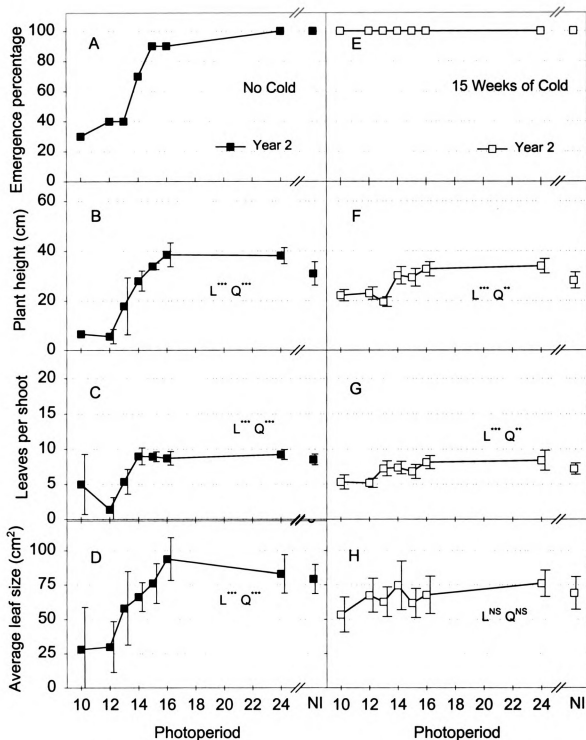 Emergence percentage
100
80
60
40
20
0
A
No Cold
Year 2
E
15 Weeks of Cold
Year 2
Plant height (cm)
60
40
20
0
B
L*** Q***
F
L*** Q**
Leaves per shoot
20
15
10
5
0
C
L*** Q***
G
L*** Q**
Average leaf size (cm²)
100
75
50
25
0
D
L*** Q***
H
L^NS Q^NS
10 12 14 16 18 20 22 24 NI
10 12 14 16 18 20 22 24 NI
Photoperiod
Photoperiod